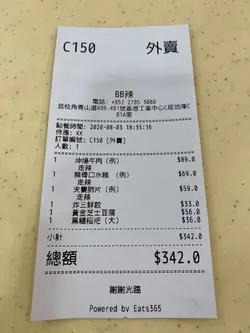 C150 外賣
BB辣
電話: +852 2785 5008
荔枝角青山道489-491號香港工業中心C座地庫C
B1A室
點餐時間: 2020-08-03 18:35:16
侍應: KK
訂單編號: C150 [外賣]
人數: 1
1 沖場牛肉 (例) $89.0
走辣
1 無骨口水雞 (例) $69.0
走辣
1 夫妻肺片 (例) $59.0
走辣
1 炸三鮮餃 $33.0
1 黃金芝士豆腐 $56.0
1 黑糖糍粑 (大) $36.0
小計 $342.0
總額 $342.0
謝謝光臨
Powered by Eats365